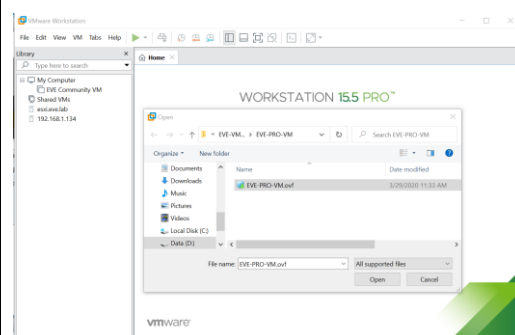 VMware Workstation
File Edit View VM Tabs Help
Library
Type here to search
Home
My Computer
EVE Community VM
Shared VMs
esxi.eve.lab
192.168.1.134
WORKSTATION 15.5 PRO™
Open
EVE-VM... > EVE-PRO-VM
Search EVE-PRO-VM
Organize New folder
Name Date modified
Documents
Downloads
Music
Pictures
Videos
Local Disk (C:)
Data (D:)
EVE-PRO-VM.ovf 3/29/2020 11:33 AM
File name: EVE-PRO-VM.ovf All supported files
Open Cancel
vmware